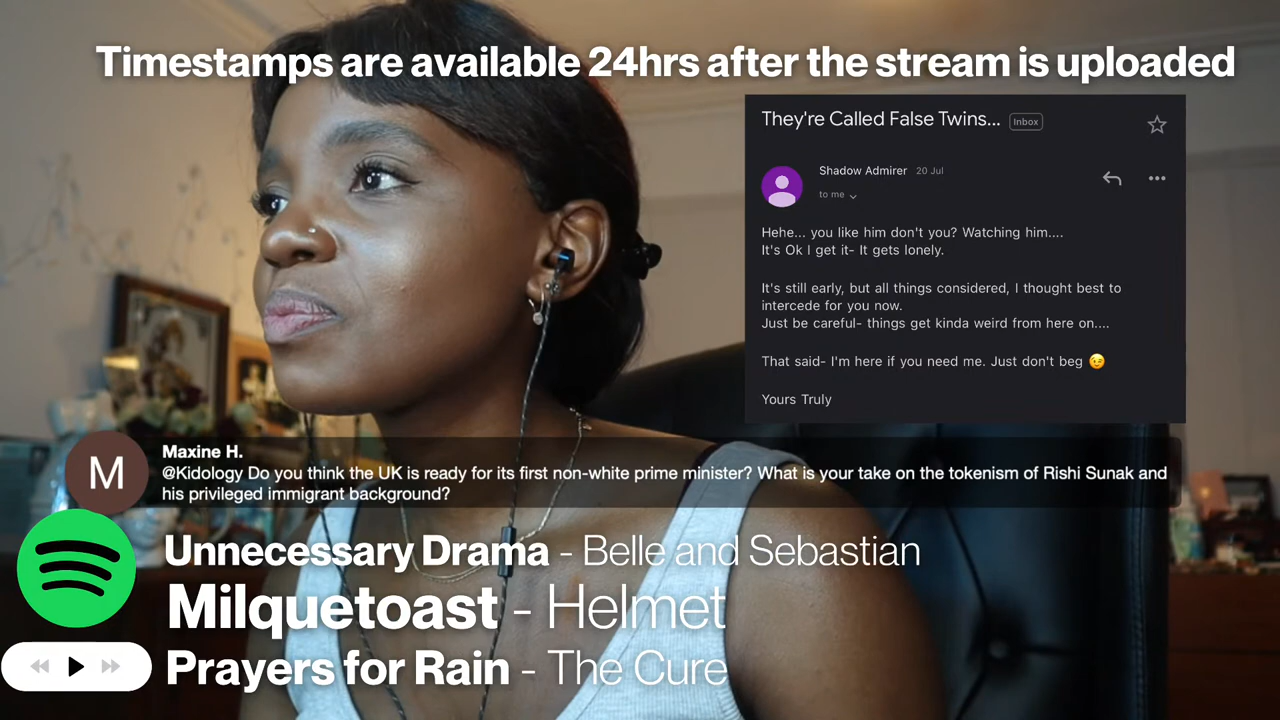 Timestamps are available 24hrs after the stream is uploaded
They're Called False Twins... Inbox
Shadow Admirer 20 Jul
to me
Hehe... you like him don't you? Watching him....
It's Ok I get it- It gets lonely.
It's still early, but all things considered, I thought best to
intercede for you now.
Just be careful- things get kinda weird from here on....
That said- I'm here if you need me. Just don't beg 😉
Yours Truly
M
Maxine H.
@Kidology Do you think the UK is ready for its first non-white prime minister? What is your take on the tokenism of Rishi Sunak and
his privileged immigrant background?
Unnecessary Drama - Belle and Sebastian
Milquetoast - Helmet
Prayers for Rain - The Cure